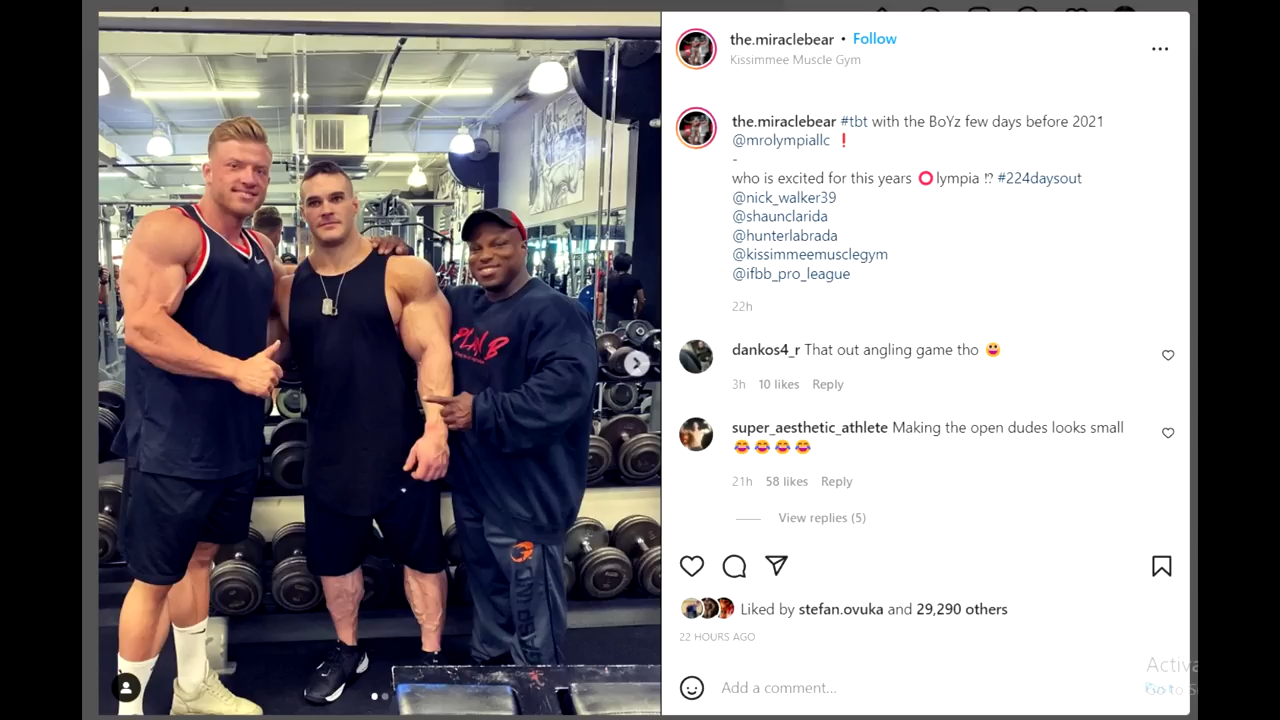 the.miraclebear • Follow
Kissimmee Muscle Gym
the.miraclebear #tbt with the BoYz few days before 2021
@mrolympiallc ❗
-
who is excited for this years ⭕lympia ⁉ #224daysout
@nick_walker39
@shaunclarida
@hunterlabrada
@kissimmeemusclegym
@ifbb_pro_league
22h
dankos4_r That out angling game tho 😃
3h 10 likes Reply
super_aesthetic_athlete Making the open dudes looks small
😂😂😂😂
21h 58 likes Reply
View replies (5)
Liked by stefan.ovuka and 29,290 others
22 HOURS AGO
Add a comment...
PLAN B